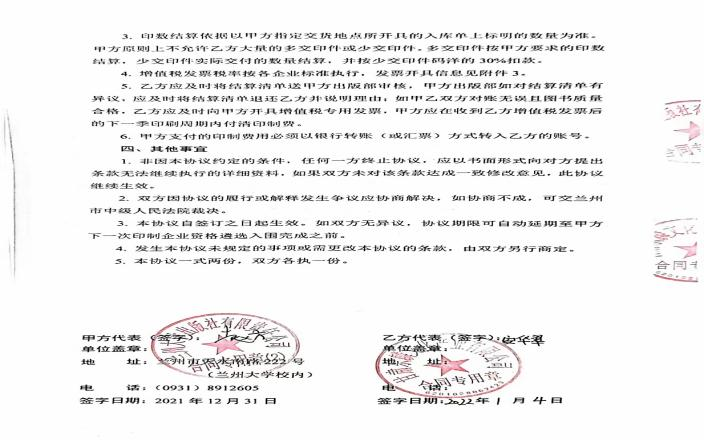 3. 印数结算依据以甲方指定交货地点所开具的入库单上标明的数量为准。
甲方原则上不允许乙方大量的多交印件或少交印件。多交印件按甲方要求的印数
结算，少交印件实际交付的数量结算，并按少交印件码洋的 30%扣款。
4. 增值税发票税率按各企业标准执行，发票开具信息见附件 3。
5. 乙方应及时将结算清单送甲方出版部审核，甲方出版部如对结算清单有
异议，应及时将结算清单退还乙方并说明理由；如甲乙双方对账无误且图书质量
合格，乙方应及时向甲方开具增值税专用发票，甲方应在收到乙方增值税发票后
的下一季印刷周期内付清印制费。
6. 甲方支付的印制费用必须以银行转账（或汇票）方式转入乙方的账号。
四、其他事宜
1. 非因本协议约定的条件，任何一方终止协议，应以书面形式向对方提出
条款无法继续执行的详细资料，如果双方未对该条款达成一致修改意见，此协议
继续生效。
2. 双方因协议的履行或解释发生争议应协商解决，如协商不成，可交兰州
市中级人民法院裁决。
3. 本协议自签订之日起生效。如双方无异议，协议期限可自动延期至甲方
下一次印制企业资格遴选入围完成之前。
4. 发生本协议未规定的事项或需更改本协议的条款，由双方另行商定。
5. 本协议一式两份，双方各执一份。
甲方代表（签字）：
单位盖章：
地 址：兰州市天水南路 222 号
（兰州大学校内）
电 话：(0931) 8912605
签字日期：2021 年 12 月 31 日
乙方代表（签字）：
单位盖章：
地 址：
电 话：
签字日期：2022年 1 月 4 日
合同专用章
合同专用章
合同
合同专